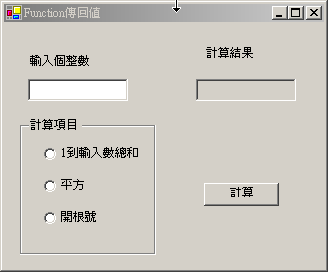 Function傳回值
輸入個整數
計算結果
計算項目
1到輸入數總和
平方
開根號
計算